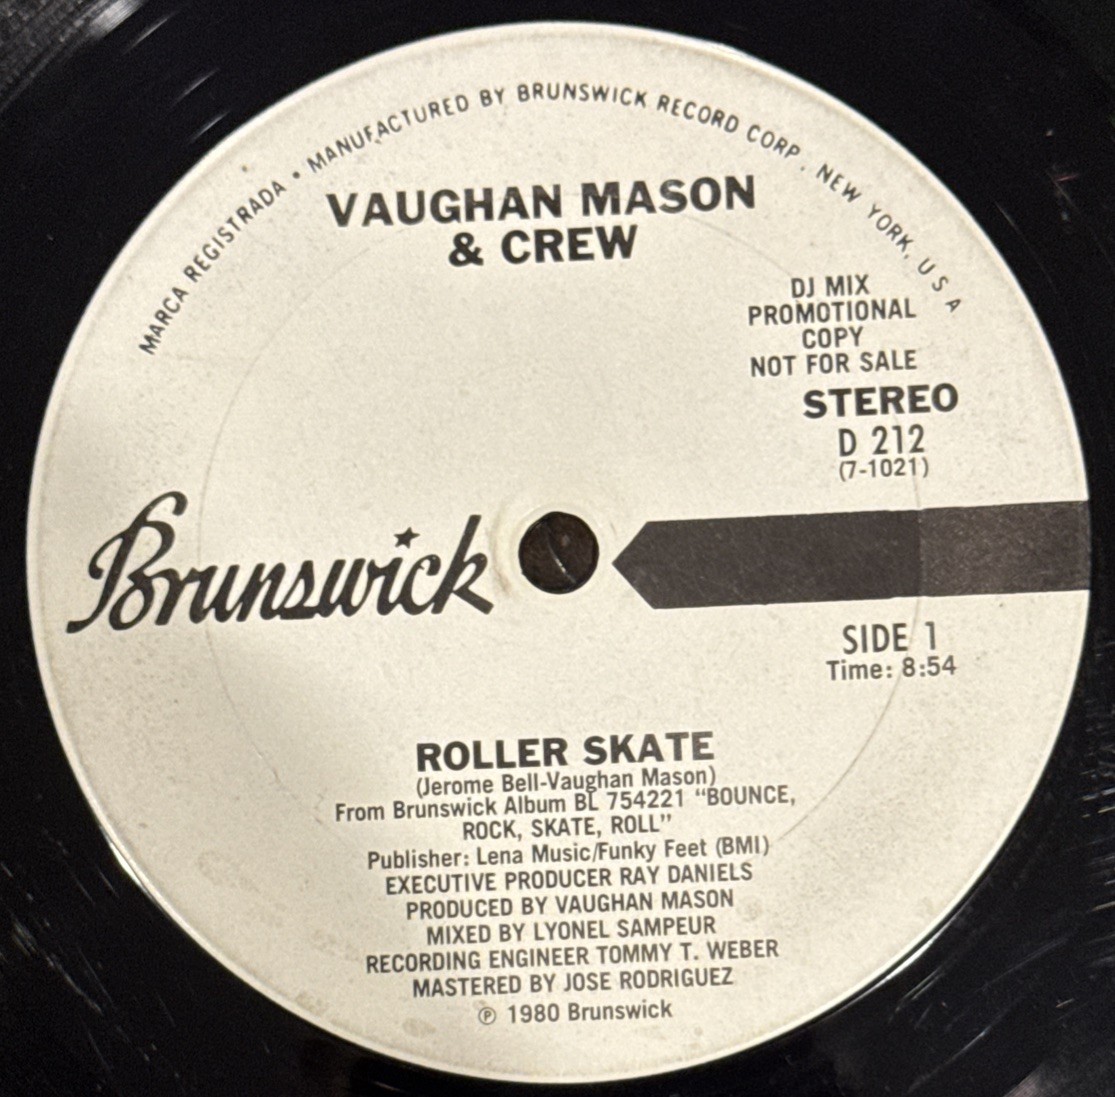 MARCA REGISTRADA • MANUFACTURED BY BRUNSWICK RECORD CORP. NEW YORK, U S A
VAUGHAN MASON
& CREW
DJ MIX
PROMOTIONAL
COPY
NOT FOR SALE
STEREO
D 212
(7-1021)
Brunswick
SIDE 1
Time: 8:54
ROLLER SKATE
(Jerome Bell-Vaughan Mason)
From Brunswick Album BL 754221 “BOUNCE,
ROCK, SKATE, ROLL”
Publisher: Lena Music/Funky Feet (BMI)
EXECUTIVE PRODUCER RAY DANIELS
PRODUCED BY VAUGHAN MASON
MIXED BY LYONEL SAMPEUR
RECORDING ENGINEER TOMMY T. WEBER
MASTERED BY JOSE RODRIGUEZ
℗ 1980 Brunswick